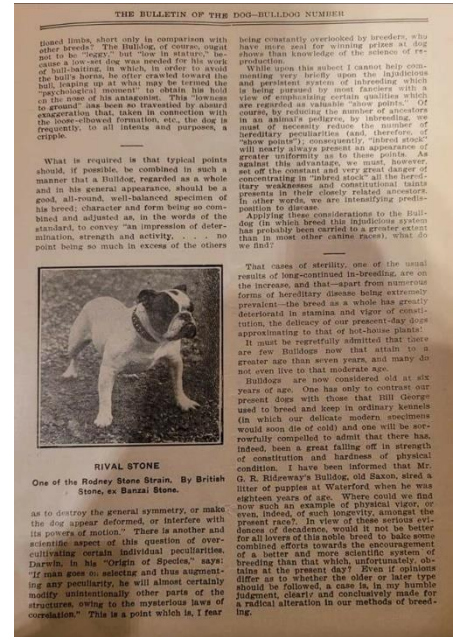 THE BULLETIN OF THE DOG—BULLDOG NUMBER
tioned limbs, short only in comparison with
other breeds? The Bulldog, of course, ought
not to be "leggy," but "low in stature," be-
cause a low-set dog was needed for his work
of bull-baiting, in which, in order to avoid
the bull's horns, he ofter crawled toward the
bull, leaping up at what may be termed the
"psychological moment" to obtain his hold
on the nose of his antagonist. This "lowness
to ground" has been so travestied by absurd
exaggeration that, taken in connection with
the loose-elbowed formation, etc., the dog is
frequently, to all intents and purposes, a
cripple.
What is required is that typical points
should, if possible, be combined in such a
manner that a Bulldog, regarded as a whole
and in his general appearance, should be a
good, all-round, well-balanced specimen of
his breed; character and form being so com-
bined and adjusted as, in the words of the
standard, to convey "an impression of deter-
mination, strength and activity, . . . no
point being so much in excess of the others
RIVAL STONE
One of the Rodney Stone Strain. By British
Stone, ex Banzai Stone.
as to destroy the general symmetry, or make
the dog appear deformed, or interfere with
its powers of motion." There is another and
scientific aspect of this question of over-
cultivating certain individual peculiarities.
Darwin, in his "Origin of Species," says:
"If man goes on selecting and thus augment-
ing any peculiarity, he will almost certainly
modify unintentionally other parts of the
structures, owing to the mysterious laws of
correlation." This is a point which is, I fear
being constantly overlooked by breeders, who
have more zeal for winning prizes at dog
shows than knowledge of the science of re-
production.
While upon this subect I cannot help com-
menting very briefly upon the injudicious
and persistent system of inbreeding which
is being pursued by most fanciers with a
view of emphasizing certain qualities which
are regarded as valuable "show points." Of
course, by reducing the number of ancestors
in an animal's pedigree, by inbreeding, we
must of necessity reduce the number of
hereditary peculiarities (and, therefore, of
"show points"); consequently, "inbred stock"
will nearly always present an appearance of
greater uniformity as to these points. As
against this advantage, we must, however,
set off the constant and very great danger of
concentrating in "inbred stock" all the hered-
itary weaknesses and constitutional taints
presents in their closely related ancestors.
In other words, we are intensifying predis-
position to disease.
Applying these considerations to the Bull-
dog (in which breed this injudicious system
has probably been carried to a greater extent
than in most other canine races), what do
we find?
That cases of sterility, one of the usual
results of long-continued in-breeding, are on
the increase, and that—apart from numerous
forms of hereditary disease being extremely
prevalent—the breed as a whole has greatly
deterioratd in stamina and vigor of consti-
tution, the delicacy of our present-day dogs
approximating to that of hot-house plants!
It must be regretfully admitted that there
are few Bulldogs now that attain to a
greater age than seven years, and many do
not even live to that moderate age.
Bulldogs are now considered old at six
years of age. One has only to contrast our
present dogs with those that Bill George
used to breed and keep in ordinary kennels
(in which our delicate modern specimens
would soon die of cold) and one will be sor-
rowfully compelled to admit that there has,
indeed, been a great falling off in strength
of constitution and hardness of physical
condition. I have been informed that Mr.
G. R. Ridgeway's Bulldog, old Saxon, sired a
litter of puppies at Waterford, when he was
eighteen years of age. Where could we find
now such an example of physical vigor, or
even, indeed, of such longevity, amongst the
present race? In view of these serious evi-
dences of decadence, would it not be better
for all lovers of this noble breed to bake some
combined efforts towards the encouragement
of a better and more scientific system of
breeding than that which, unfortunately, ob-
tains at the present day? Even if opinions
differ as to whether the older or later type
should be followed, a case is, in my humble
judgment, clearly and conclusively made for
a radical alteration in our methods of breed-
ing.